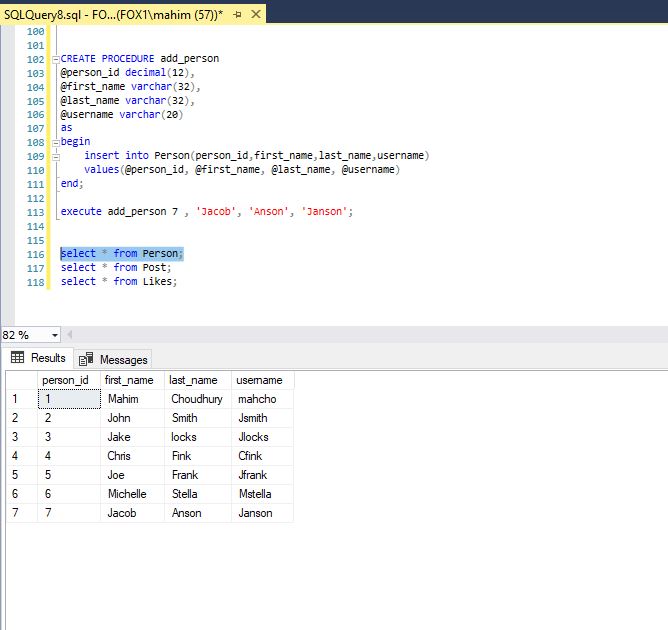 SQLQuery8.sql - FO...(FOX1\mahim (57))*
100
101
102 CREATE PROCEDURE add_person
103 @person_id decimal(12),
104 @first_name varchar(32),
105 @last_name varchar(32),
106 @username varchar(20)
107 as
108 begin
109 insert into Person(person_id,first_name,last_name,username)
110 values(@person_id, @first_name, @last_name, @username)
111 end;
112
113 execute add_person 7 , 'Jacob', 'Anson', 'Janson';
114
115
116 select * from Person;
117 select * from Post;
118 select * from Likes;
82 %
Results Messages
person_id first_name last_name username
1 1 Mahim Choudhury mahcho
2 2 John Smith Jsmith
3 3 Jake locks Jlocks
4 4 Chris Fink Cfink
5 5 Joe Frank Jfrank
6 6 Michelle Stella Mstella
7 7 Jacob Anson Janson